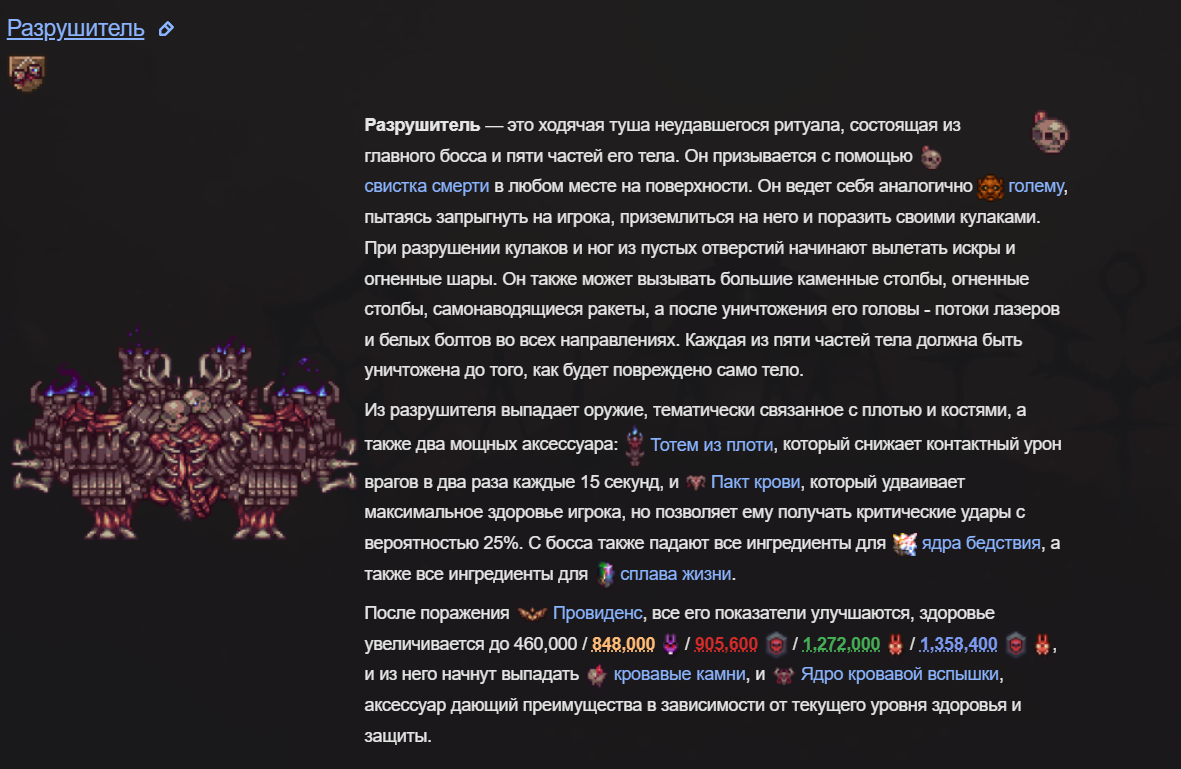 Разрушитель
Разрушитель — это ходячая туша неудавшегося ритуала, состоящая из
главного босса и пяти частей его тела. Он призывается с помощью
свистка смерти в любом месте на поверхности. Он ведет себя аналогично голему,
пытаясь запрыгнуть на игрока, приземлиться на него и поразить своими кулаками.
При разрушении кулаков и ног из пустых отверстий начинают вылетать искры и
огненные шары. Он также может вызывать большие каменные столбы, огненные
столбы, самонаводящиеся ракеты, а после уничтожения его головы - потоки лазеров
и белых болтов во всех направлениях. Каждая из пяти частей тела должна быть
уничтожена до того, как будет повреждено само тело.
Из разрушителя выпадает оружие, тематически связанное с плотью и костями, а
также два мощных аксессуара: Тотем из плоти, который снижает контактный урон
врагов в два раза каждые 15 секунд, и Пакт крови, который удваивает
максимальное здоровье игрока, но позволяет ему получать критические удары с
вероятностью 25%. С босса также падают все ингредиенты для ядра бедствия, а
также все ингредиенты для сплава жизни.
После поражения Провиденс, все его показатели улучшаются, здоровье
увеличивается до 460,000 / 848,000 / 905,600 / 1,272,000 / 1,358,400 ,
и из него начнут выпадать кровавые камни, и Ядро кровавой вспышки,
аксессуар дающий преимущества в зависимости от текущего уровня здоровья и
защиты.